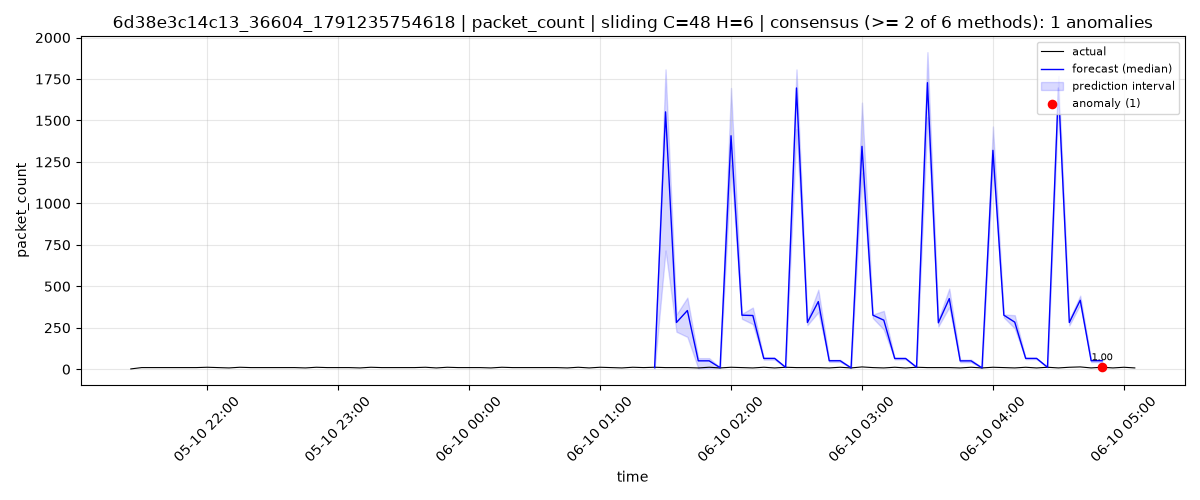 6d38e3c14c13_36604_1791235754618 | packet_count | sliding C=48 H=6 | consensus (>= 2 of 6 methods): 1 anomalies
2000
1750
1500
1250
1000
750
500
250
0
packet_count
actual
forecast (median)
prediction interval
anomaly (1)
1.00
05-10 22:00
05-10 23:00
06-10 00:00
06-10 01:00
06-10 02:00
06-10 03:00
06-10 04:00
06-10 05:00
time